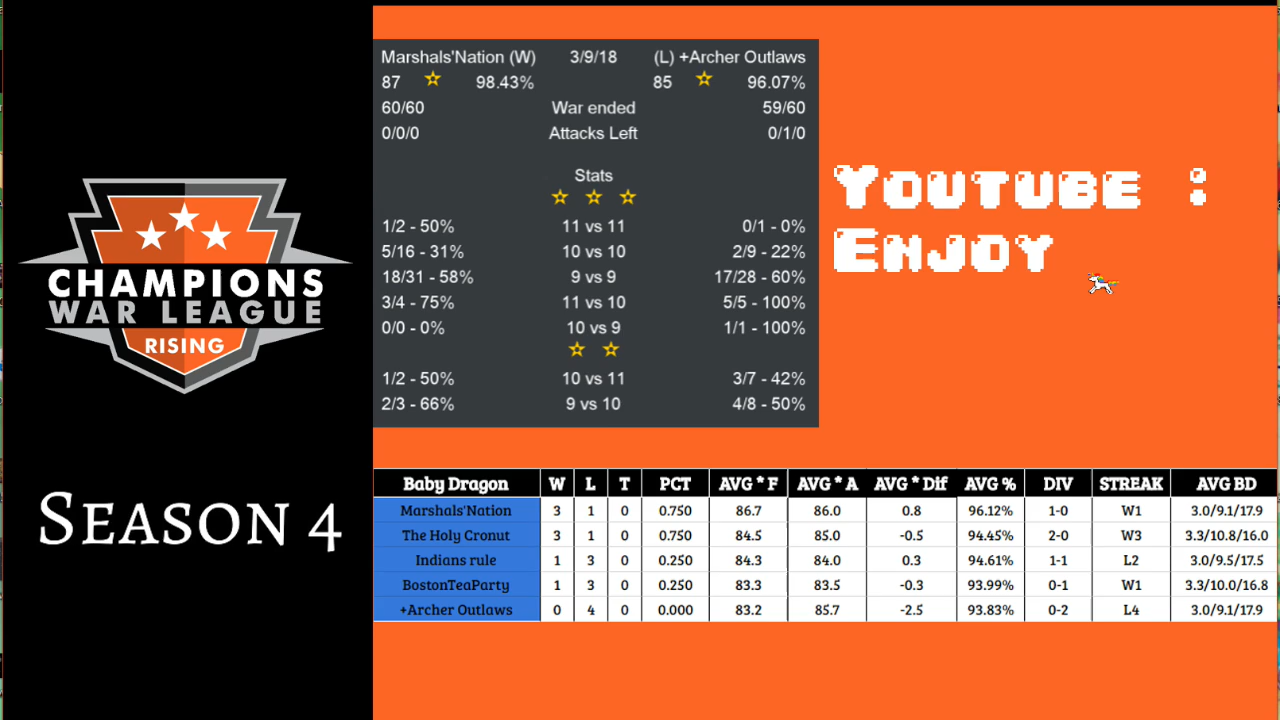 CHAMPIONS
WAR LEAGUE
RISING
SEASON 4
Marshals'Nation (W) 3/9/18 (L) +Archer Outlaws
87 98.43% 85 96.07%
60/60 War ended 59/60
0/0/0 Attacks Left 0/1/0
Stats
1/2 - 50% 11 vs 11 0/1 - 0%
5/16 - 31% 10 vs 10 2/9 - 22%
18/31 - 58% 9 vs 9 17/28 - 60%
3/4 - 75% 11 vs 10 5/5 - 100%
0/0 - 0% 10 vs 9 1/1 - 100%
1/2 - 50% 10 vs 11 3/7 - 42%
2/3 - 66% 9 vs 10 4/8 - 50%
YOUTUBE :
ENJOY
Baby Dragon W L T PCT AVG * F AVG * A AVG * Dif AVG % DIV STREAK AVG BD
Marshals'Nation 3 1 0 0.750 86.7 86.0 0.8 96.12% 1-0 W1 3.0/9.1/17.9
The Holy Cronut 3 1 0 0.750 84.5 85.0 -0.5 94.45% 2-0 W3 3.3/10.8/16.0
Indians rule 1 3 0 0.250 84.3 84.0 0.3 94.61% 1-1 L2 3.0/9.5/17.5
BostonTeaParty 1 3 0 0.250 83.3 83.5 -0.3 93.99% 0-1 W1 3.3/10.0/16.8
+Archer Outlaws 0 4 0 0.000 83.2 85.7 -2.5 93.83% 0-2 L4 3.0/9.1/17.9